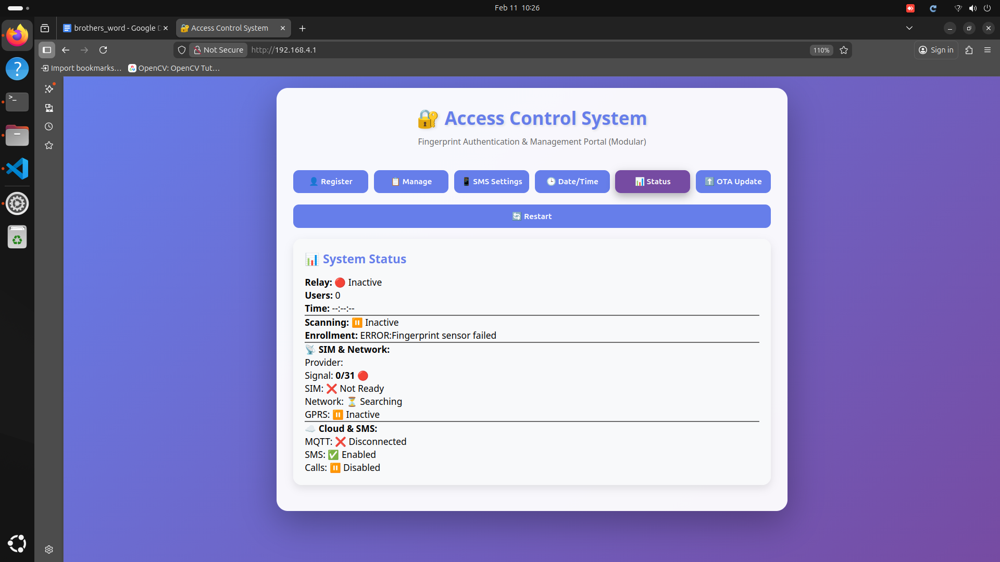 Feb 11 10:26
brothers_word - Google D
Access Control System
Not Secure
http://192.168.4.1
110%
Sign in
Import bookmarks...
OpenCV: OpenCV Tut...
🔐 Access Control System
Fingerprint Authentication & Management Portal (Modular)
👤 Register
📋 Manage
📱 SMS Settings
🕒 Date/Time
📊 Status
⬆️ OTA Update
🔄 Restart
📊 System Status
Relay: 🔴 Inactive
Users: 0
Time: --:--:--
Scanning: ⏸️ Inactive
Enrollment: ERROR:Fingerprint sensor failed
📡 SIM & Network:
Provider:
Signal: 0/31 🔴
SIM: ❌ Not Ready
Network: ⏳ Searching
GPRS: ⏸️ Inactive
☁️ Cloud & SMS:
MQTT: ❌ Disconnected
SMS: ✅ Enabled
Calls: ⏸️ Disabled